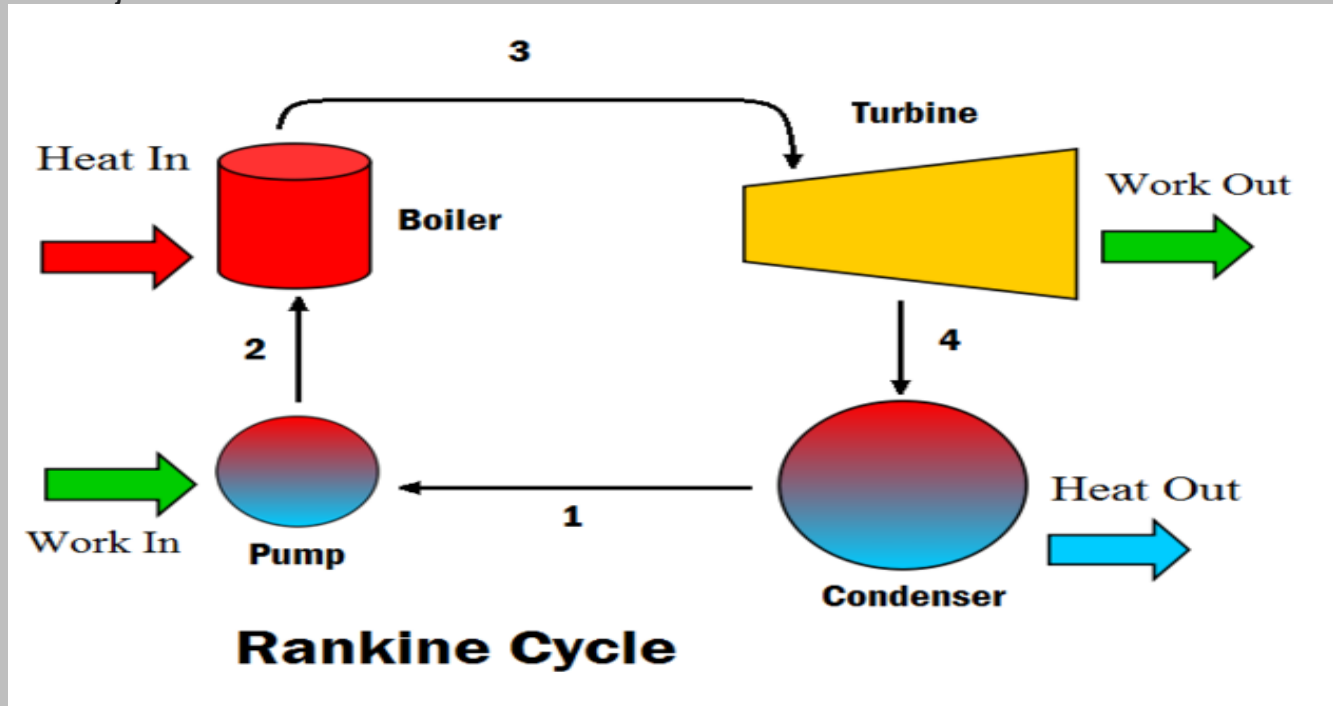 3
Turbine
Heat In
Work Out
Boiler
2
4
Heat Out
1
Work In
Pump
Condenser
Rankine Cycle